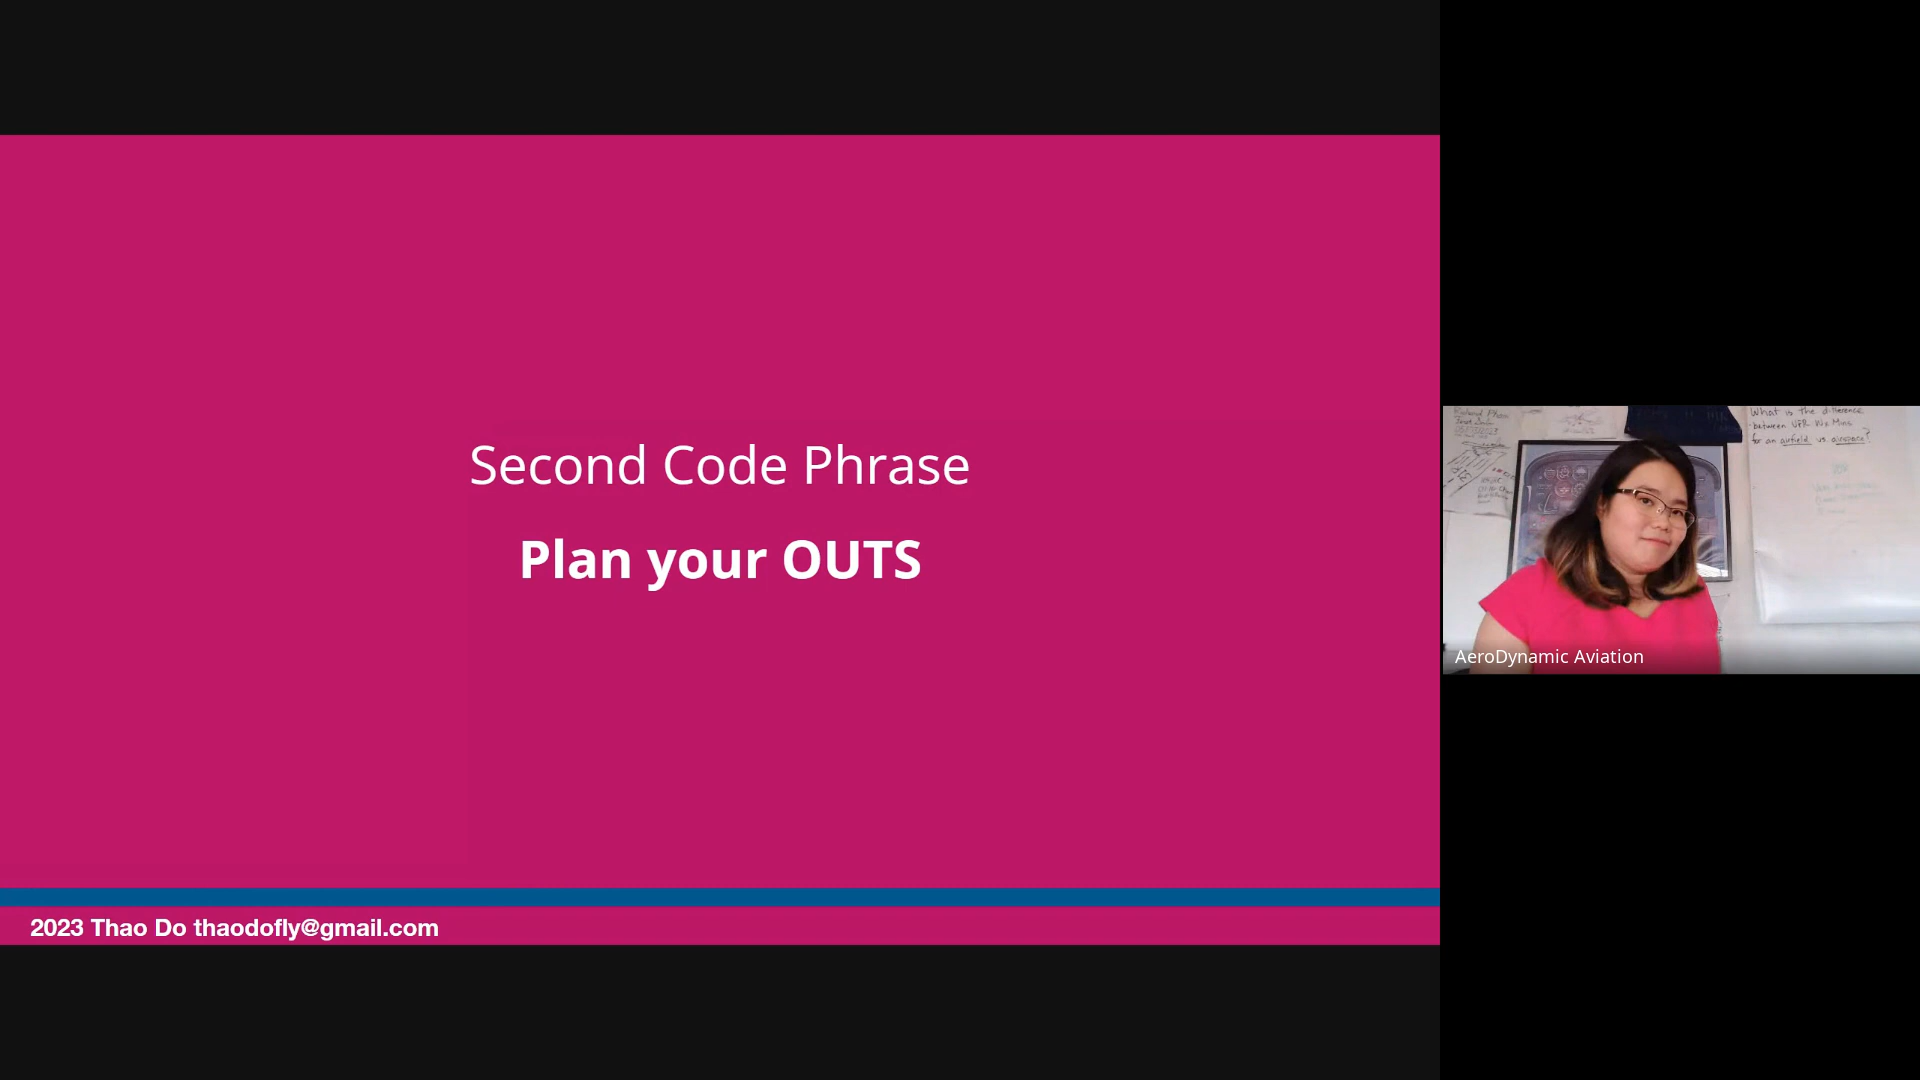 Second Code Phrase
Plan your OUTS
2023 Thao Do thaodofly@gmail.com
What is the difference
between VFR Wx Mins
for an airfield vs. airspace?
AeroDynamic Aviation